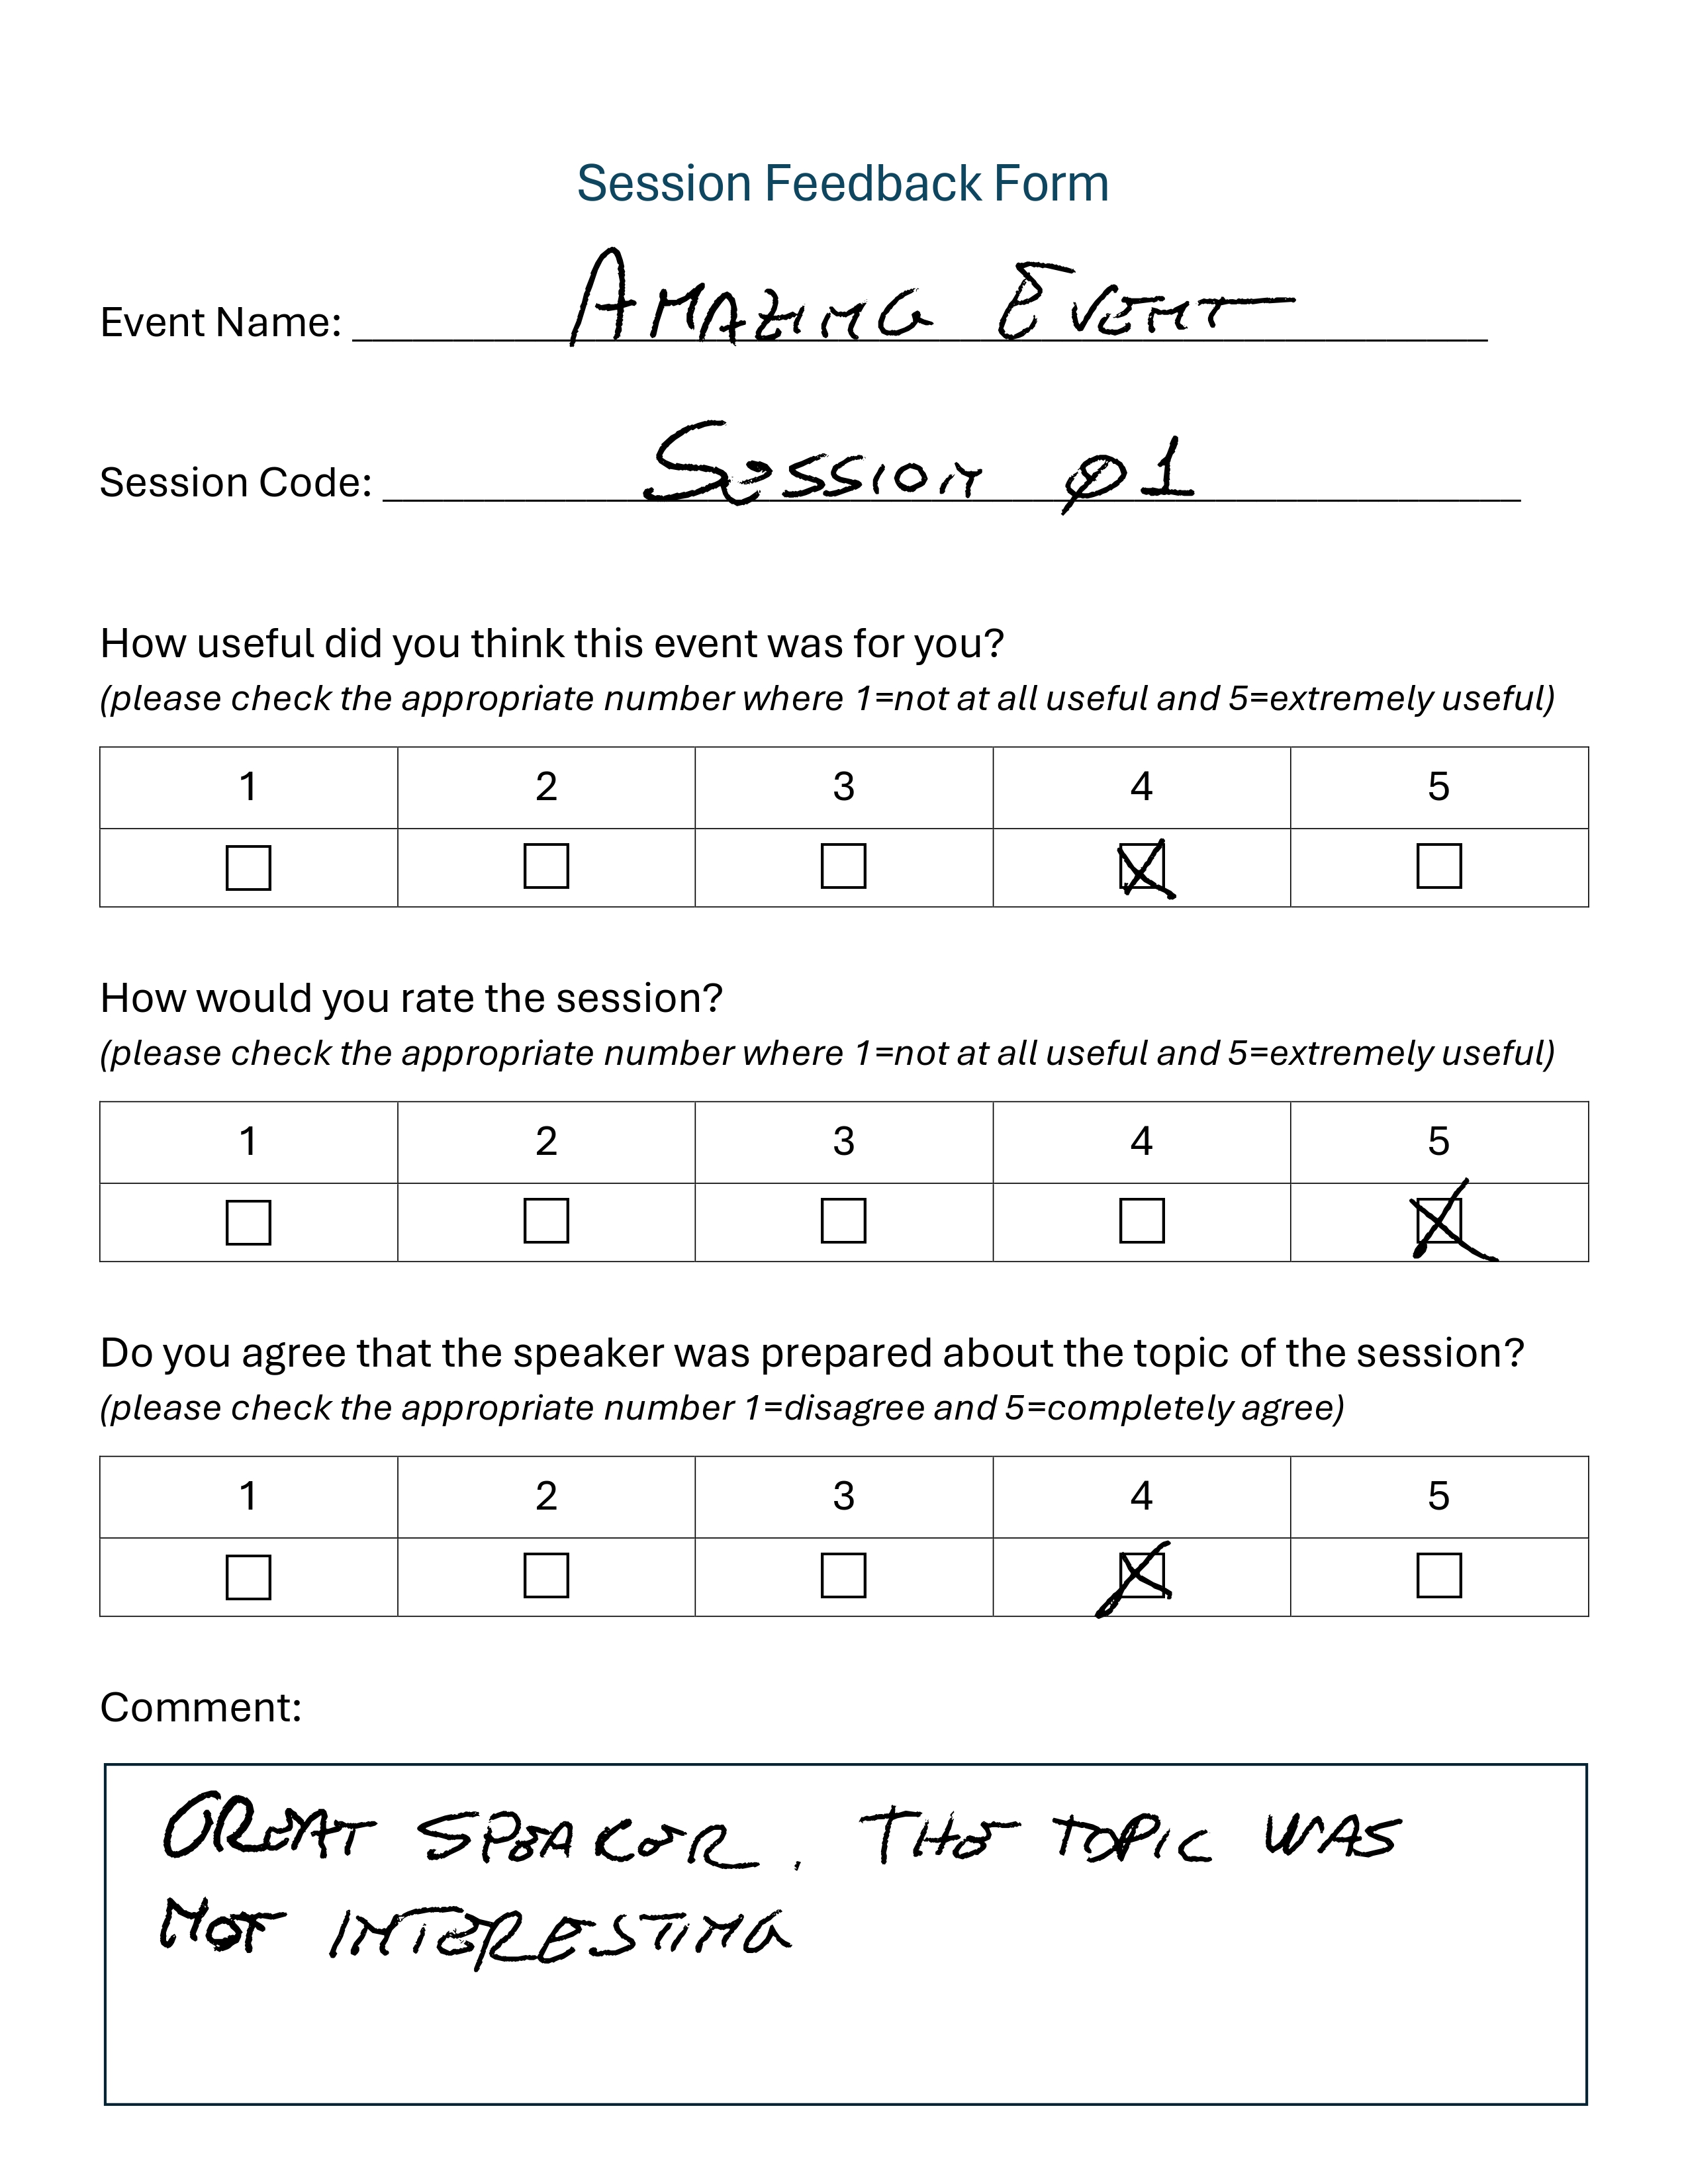 Session Feedback Form
Event Name: AMAZING EVENT
Session Code: SESSION 01
How useful did you think this event was for you?
(please check the appropriate number where 1=not at all useful and 5=extremely useful)
1 2 3 4 5
How would you rate the session?
(please check the appropriate number where 1=not at all useful and 5=extremely useful)
1 2 3 4 5
Do you agree that the speaker was prepared about the topic of the session?
(please check the appropriate number 1=disagree and 5=completely agree)
1 2 3 4 5
Comment:
GREAT SPEAKER. THE TOPIC WAS
NOT INTERESTING